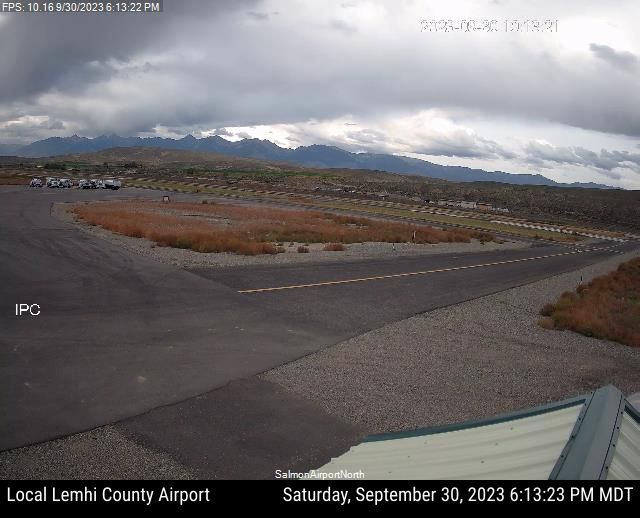 FPS: 10.16 9/30/2023 6:13:22 PM
IPC
SalmonAirportNorth
Local Lemhi County Airport Saturday, September 30, 2023 6:13:23 PM MDT